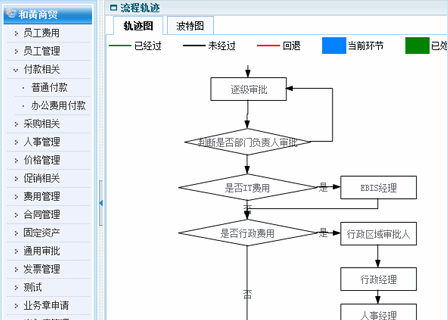 和黄商贸
员工费用
员工管理
付款相关
普通付款
办公费用付款
采购相关
人事管理
价格管理
促销相关
费用管理
合同管理
固定资产
通用审批
发票管理
测试
业务章申请
流程轨迹
轨迹图 波特图
已经过 未经过 回退 当前环节 已处
逐级审批
判断是否部门负责人审批
是否IT费用 是 EBIS经理
否
是否行政费用 是 行政区域审批人
行政经理
否
人事经理